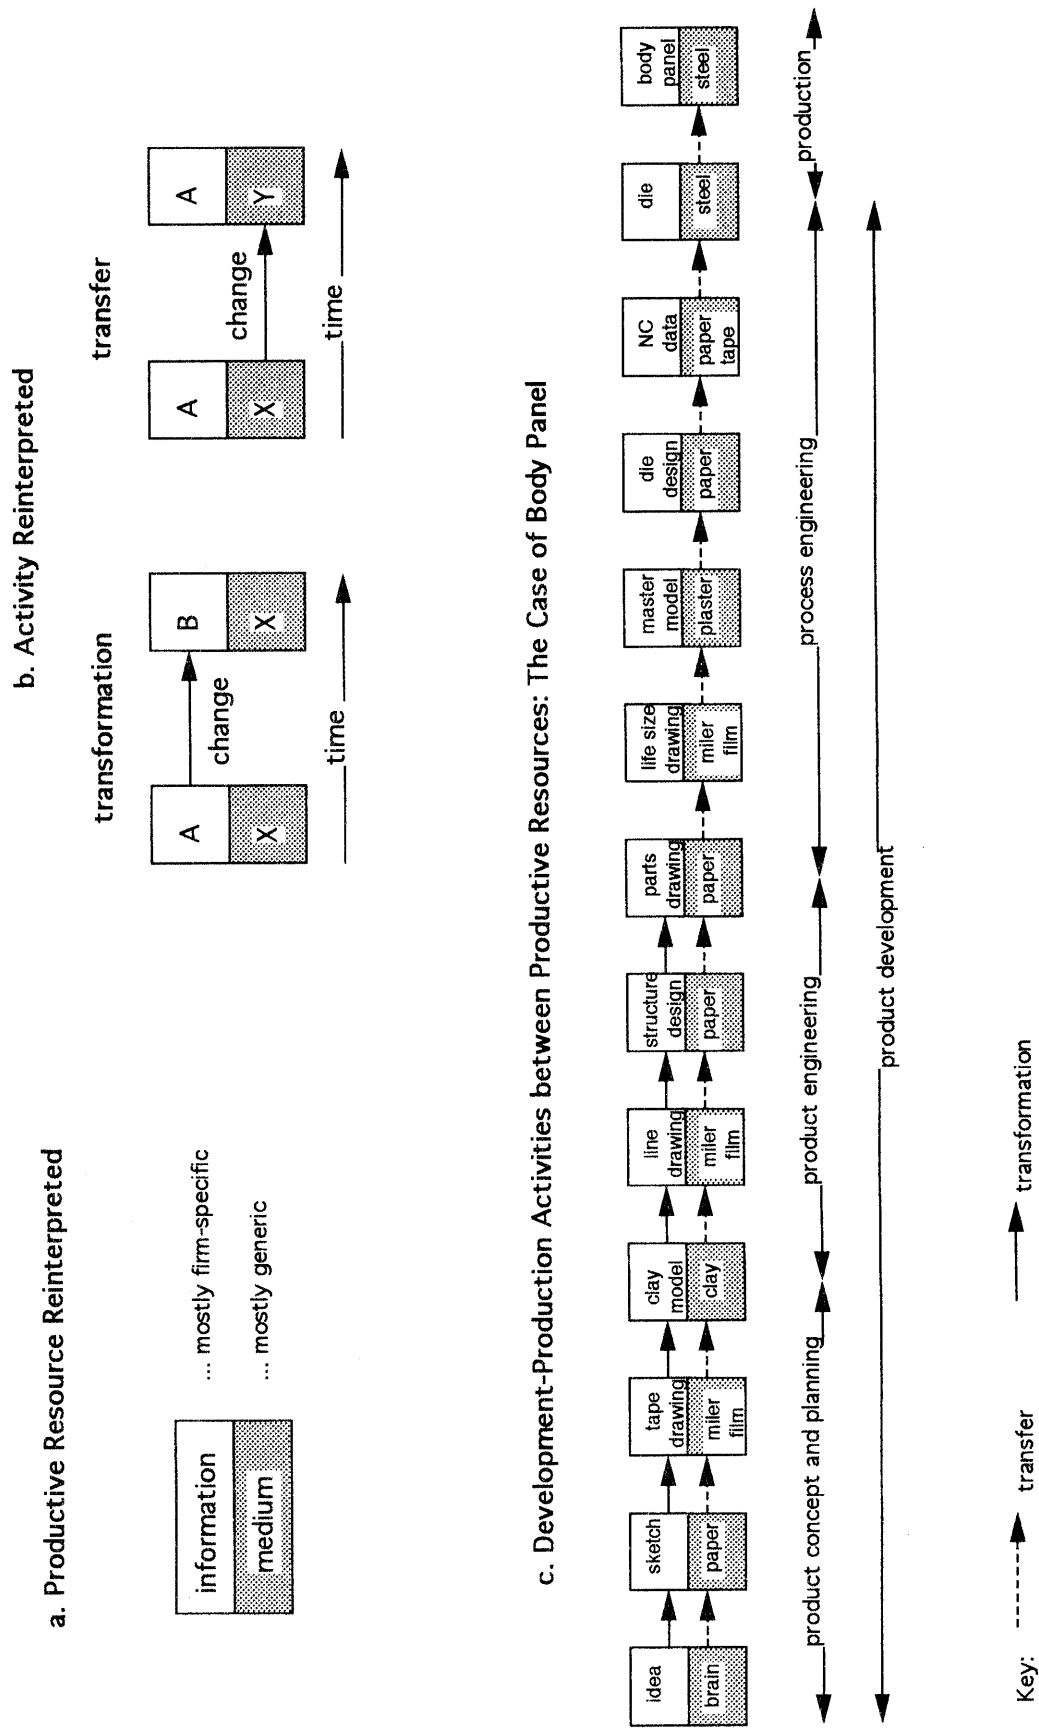 a. Productive Resource Reinterpreted
information
medium
... mostly firm-specific
... mostly generic
b. Activity Reinterpreted
transformation
A
X
change
B
X
time
transfer
A
X
change
A
Y
time
c. Development-Production Activities between Productive Resources: The Case of Body Panel
idea
brain
sketch
paper
tape
drawing
miler
film
clay
model
clay
line
drawing
miler
film
structure
design
paper
parts
drawing
paper
life size
drawing
miler
film
master
model
plaster
die
design
paper
NC
data
paper
tape
die
steel
body
panel
steel
product concept and planning
product engineering
process engineering
production
product development
Key:
transfer
transformation